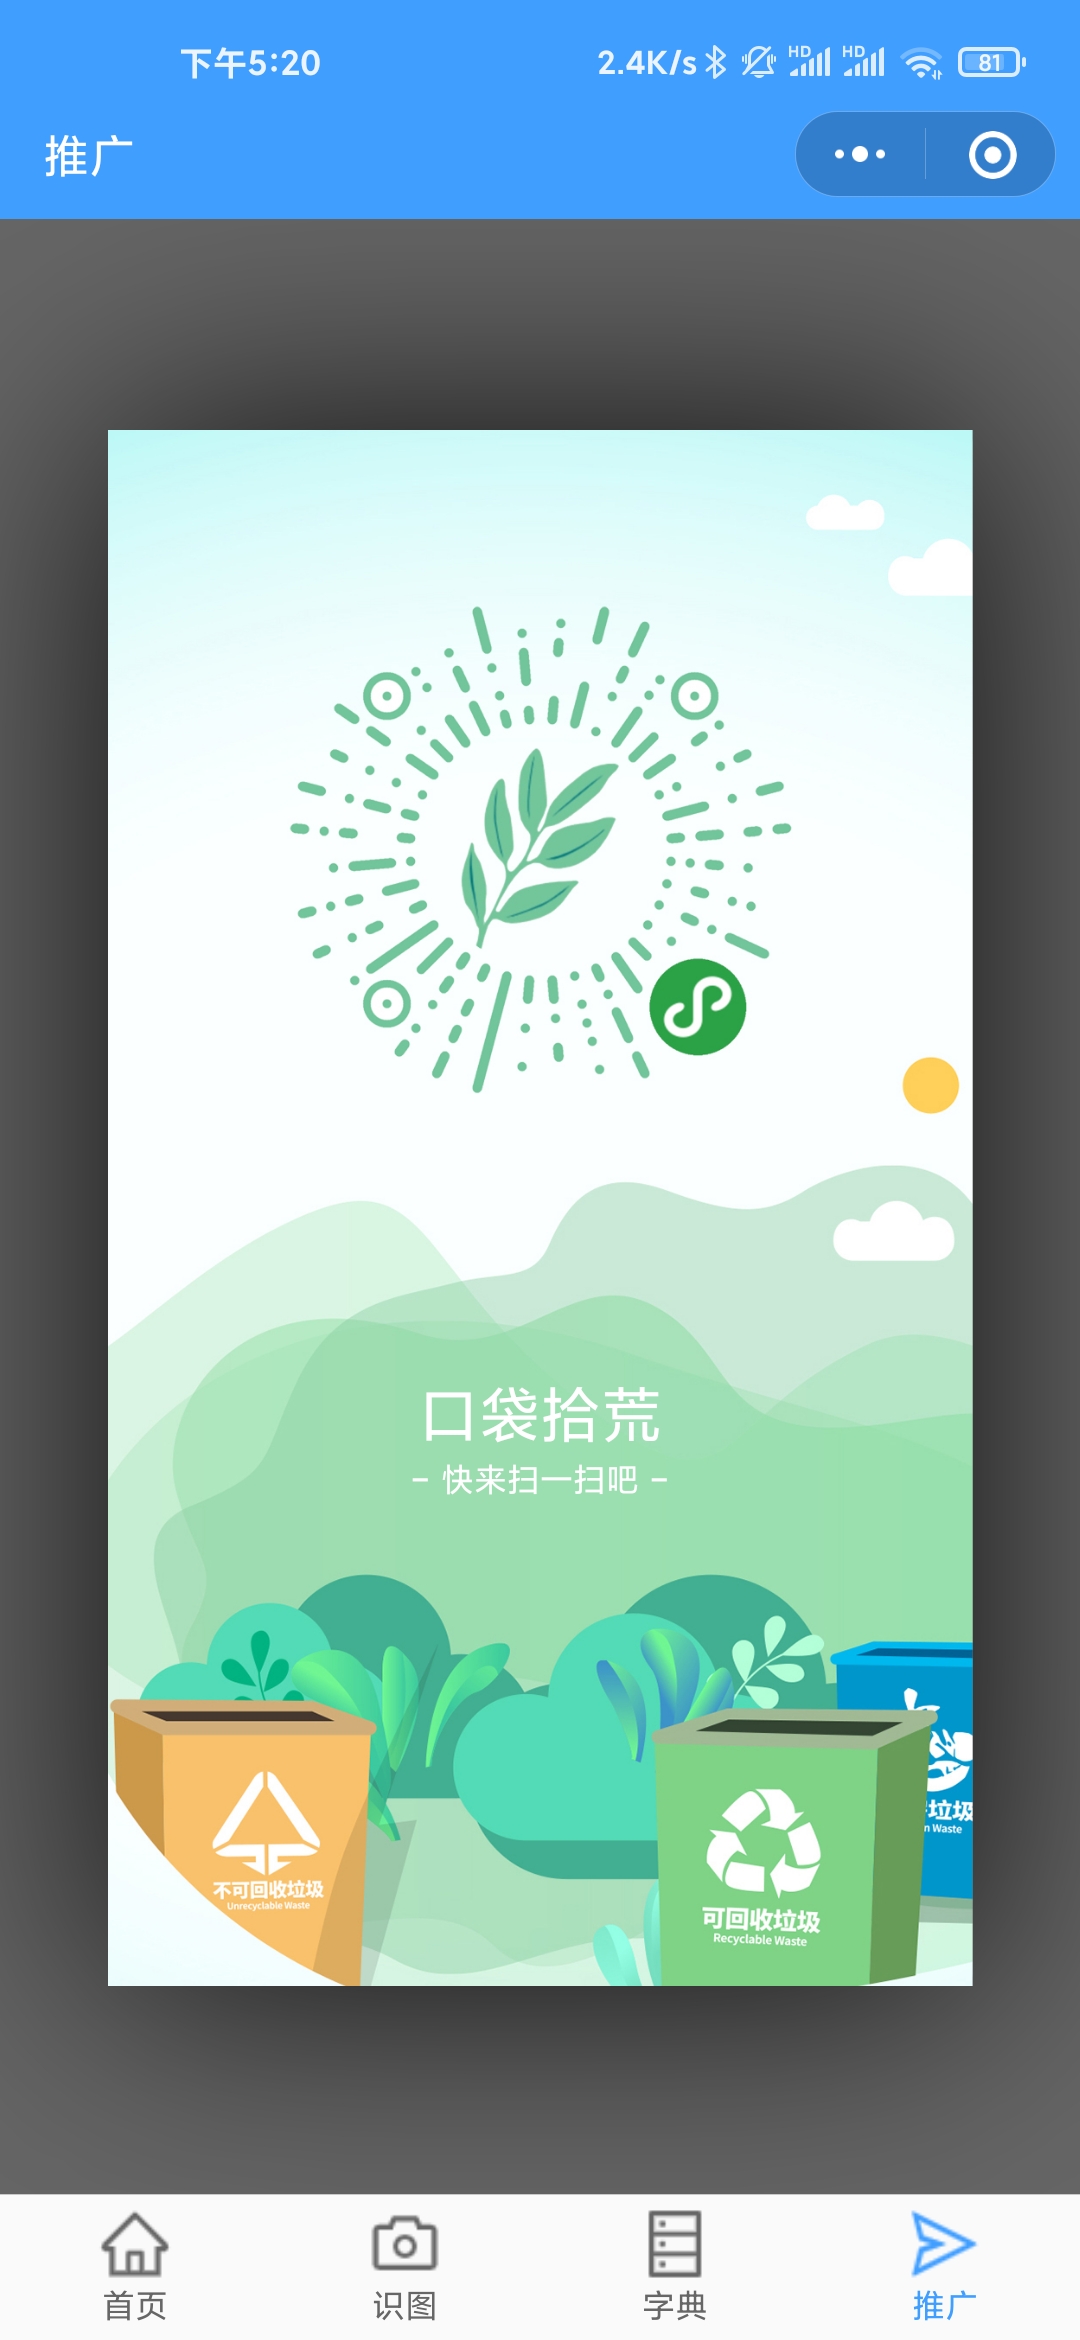 下午5:20
2.4K/s
HD
HD
81
推广
口袋拾荒
- 快来扫一扫吧 -
不可回收垃圾
Unrecyclable Waste
可回收垃圾
Recyclable Waste
垃圾
Waste
首页
识图
字典
推广